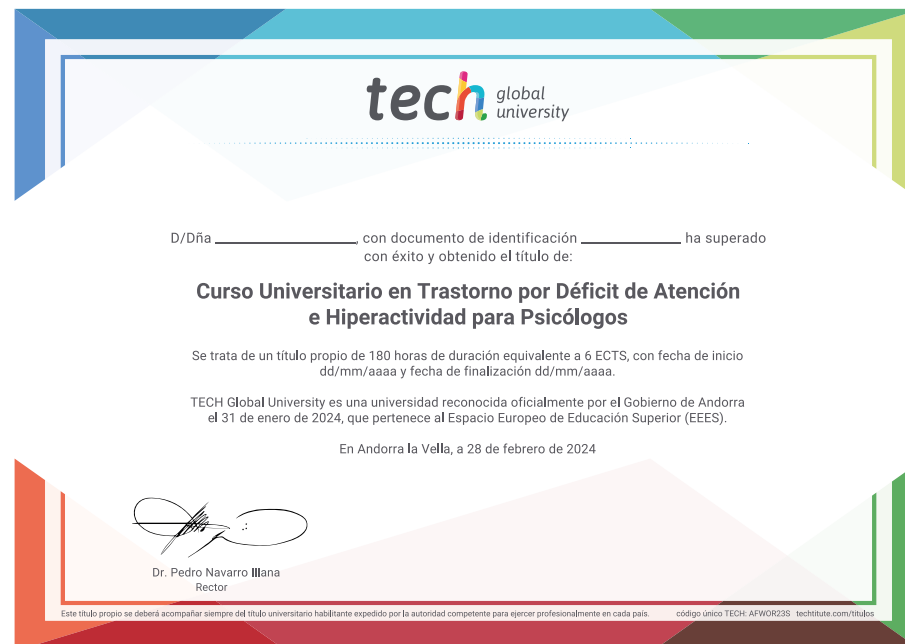 tech global
university
D/Dña ____________________, con documento de identificación ______________ ha superado
con éxito y obtenido el título de:
Curso Universitario en Trastorno por Déficit de Atención
e Hiperactividad para Psicólogos
Se trata de un título propio de 180 horas de duración equivalente a 6 ECTS, con fecha de inicio
dd/mm/aaaa y fecha de finalización dd/mm/aaaa.
TECH Global University es una universidad reconocida oficialmente por el Gobierno de Andorra
el 31 de enero de 2024, que pertenece al Espacio Europeo de Educación Superior (EEES).
En Andorra la Vella, a 28 de febrero de 2024
Dr. Pedro Navarro Illana
Rector
Este título propio se deberá acompañar siempre del título universitario habilitante expedido por la autoridad competente para ejercer profesionalmente en cada país. código único TECH: AFWOR23S techtitute.com/titulos